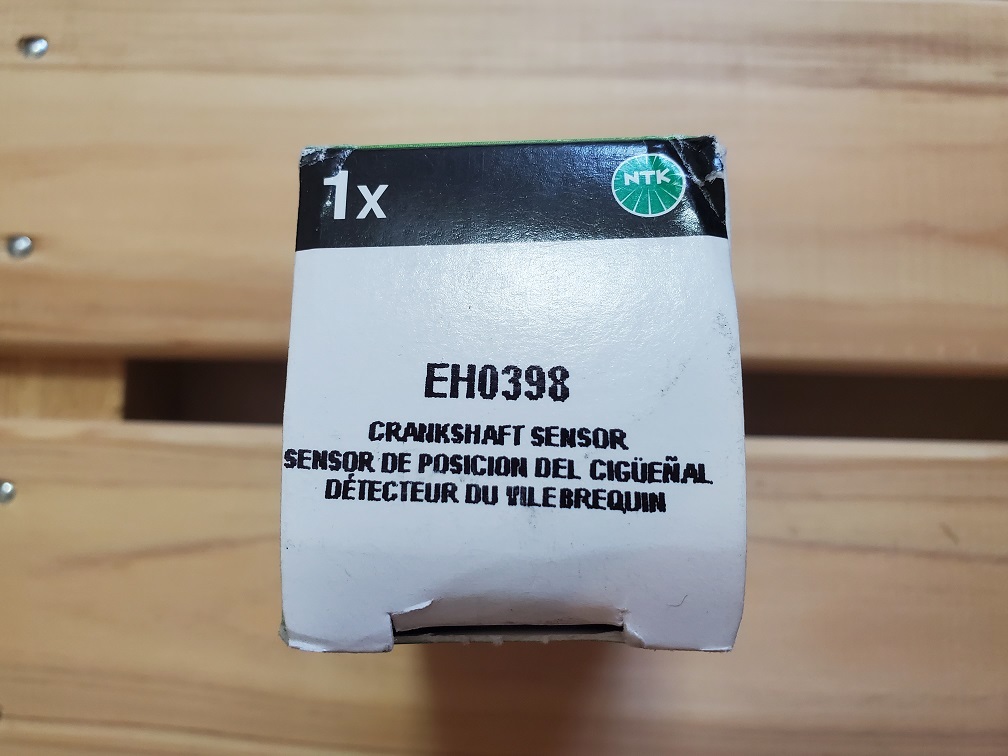 1x
NTK
EH0398
CRANKSHAFT SENSOR
SENSOR DE POSICION DEL CIGÜEÑAL
DÉTECTEUR DU VILEBREQUIN